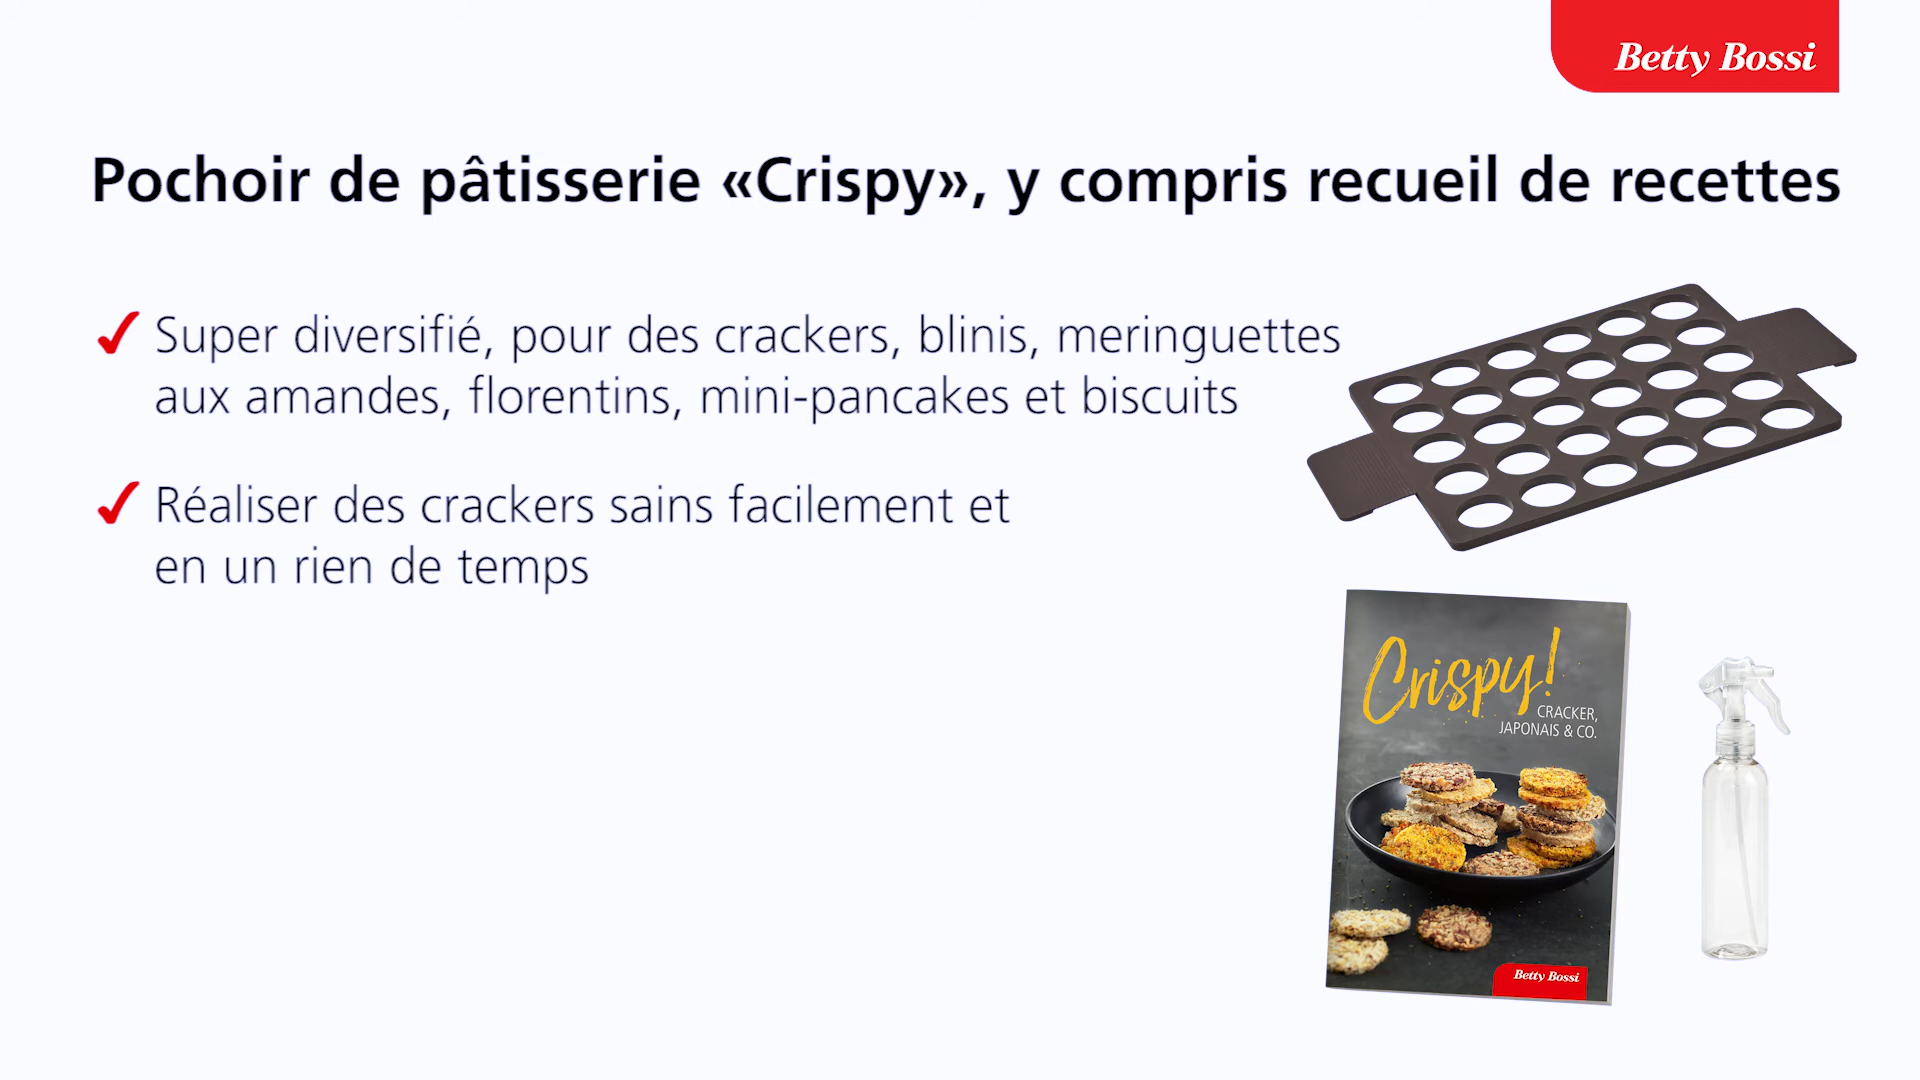 Betty Bossi
Pochoir de pâtisserie «Crispy», y compris recueil de recettes
Super diversifié, pour des crackers, blinis, meringuettes
aux amandes, florentins, mini-pancakes et biscuits
Réaliser des crackers sains facilement et
en un rien de temps
Crispy!
CRACKER,
JAPONAIS & CO.
Betty Bossi